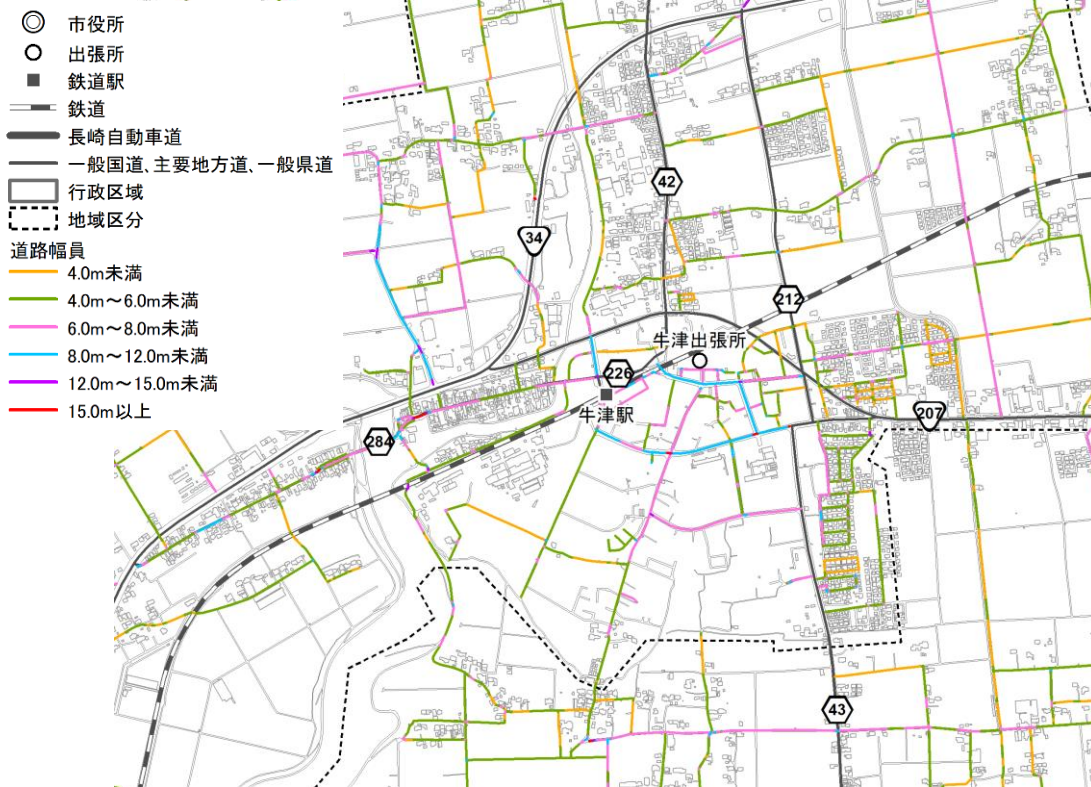 市役所
出張所
鉄道駅
鉄道
長崎自動車道
一般国道、主要地方道、一般県道
行政区域
地域区分
道路幅員
4.0m未満
4.0m～6.0m未満
6.0m～8.0m未満
8.0m～12.0m未満
12.0m～15.0m未満
15.0m以上
42
34
212
牛津出張所
226
牛津駅
207
284
43